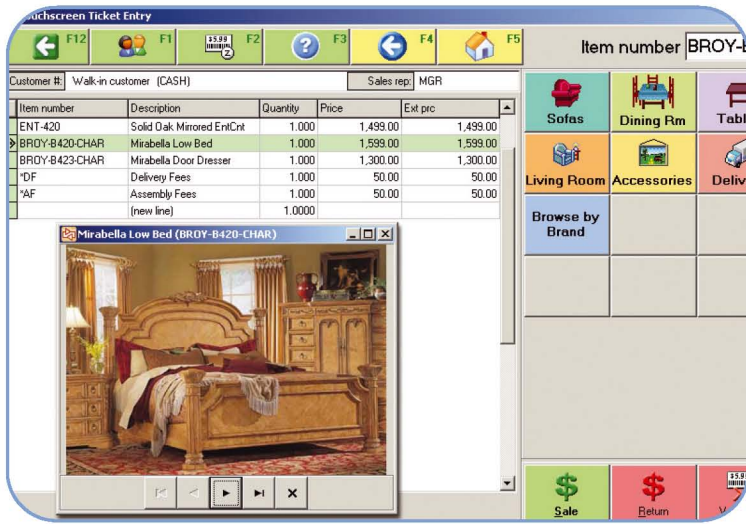 Touchscreen Ticket Entry
F12 F1 F2 F3 F4 F5
$5.99
Z
Item number BROY-
Customer #: Walk-in customer (CASH) Sales rep: MGR
Item number Description Quantity Price Ext prc
ENT-420 Solid Oak Mirrored EntCnt 1.000 1,499.00 1,499.00
BROY-B420-CHAR Mirabella Low Bed 1.000 1,599.00 1,599.00
BROY-B423-CHAR Mirabella Door Dresser 1.000 1,300.00 1,300.00
*DF Delivery Fees 1.000 50.00 50.00
*AF Assembly Fees 1.000 50.00 50.00
(new line) 1.0000
Sofas Dining Rm Tabl
Living Room Accessories Deliv
Browse by
Brand
Mirabella Low Bed (BROY-B420-CHAR)
Sale Return